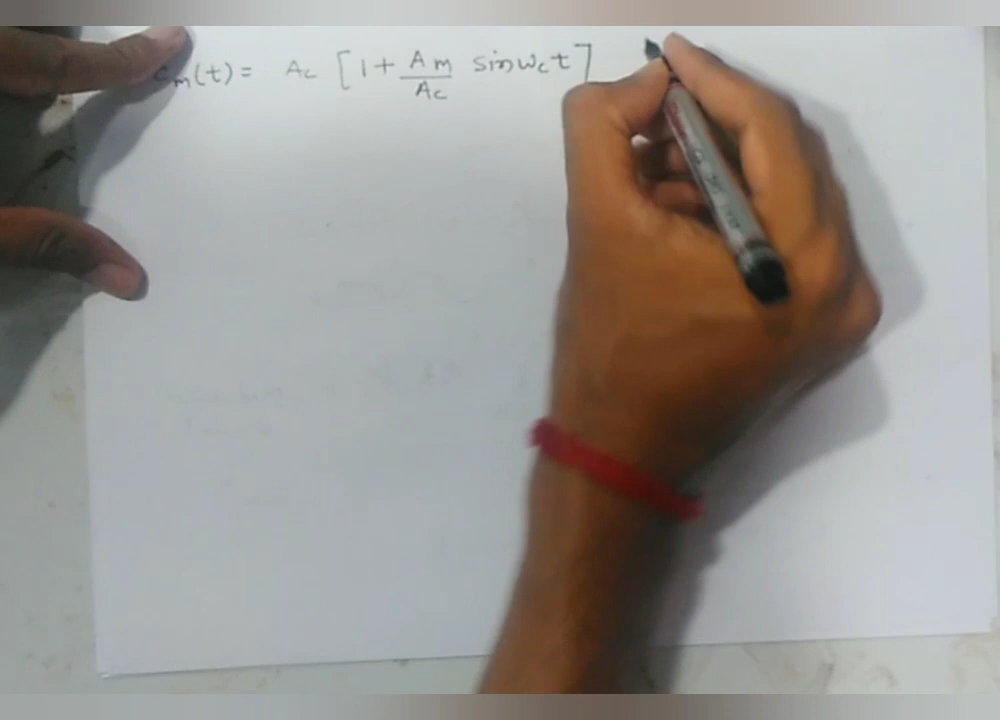 Cm(t) = Ac [1 + Am/Ac sinωct]